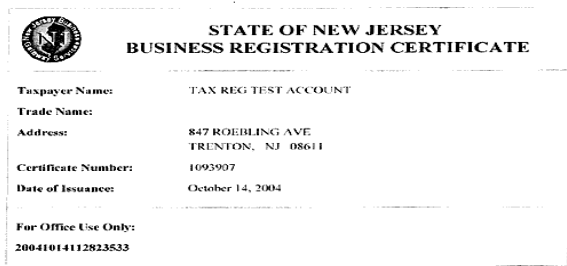 STATE OF NEW JERSEY
BUSINESS REGISTRATION CERTIFICATE
Taxpayer Name: TAX REG TEST ACCOUNT
Trade Name:
Address: 847 ROEBLING AVE
TRENTON, NJ 08611
Certificate Number: 1093907
Date of Issuance: October 14, 2004
For Office Use Only:
20041014112823533